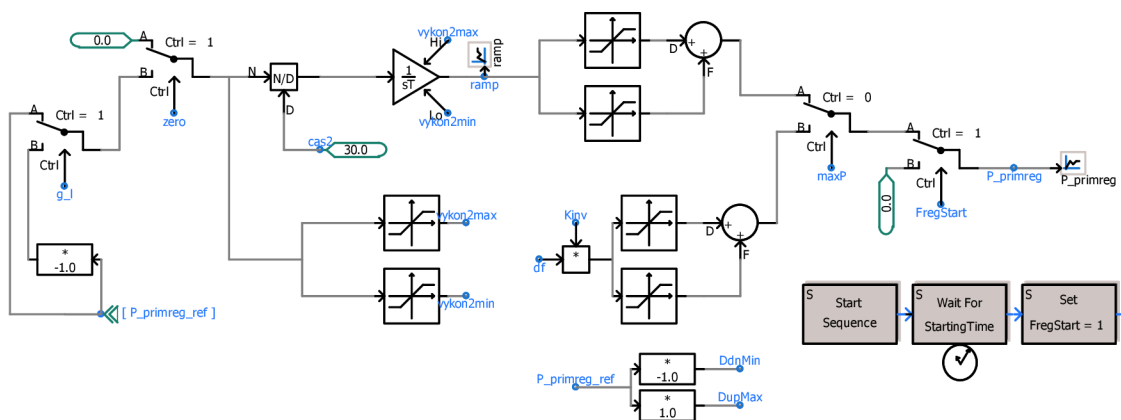 0.0
A
Ctrl = 1
B
Ctrl
zero
A
Ctrl = 1
B
Ctrl
g_l
*
-1.0
[ P_primreg_ref ]
N
N/D
D
cas2
30.0
1
sT
vykon2max
Hi
Lo
vykon2min
ramp
ramp
vykon2max
vykon2min
D
+
+
F
Kinv
df
*
D
+
+
F
A
Ctrl = 0
B
Ctrl
maxP
A
Ctrl = 1
B
Ctrl
0.0
FregStart
P_primreg
P_primreg
S
Start
Sequence
S
Wait For
StartingTime
S
Set
FregStart = 1
P_primreg_ref
*
-1.0
DdnMin
*
1.0
DupMax